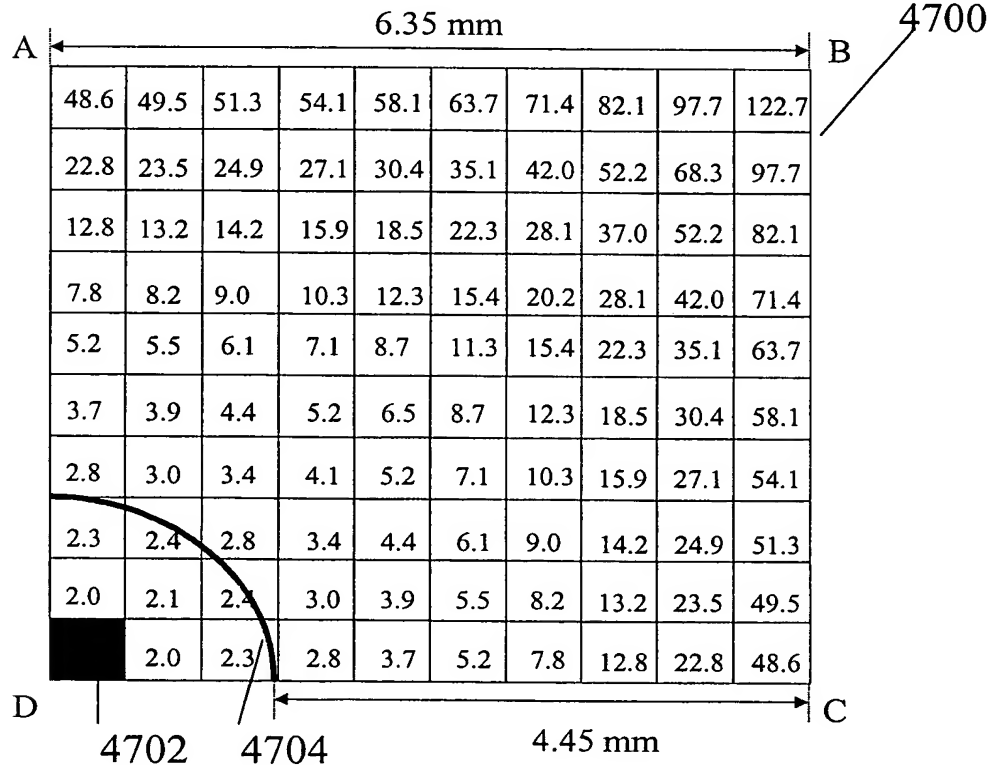 4700
6.35 mm
A B
48.6 49.5 51.3 54.1 58.1 63.7 71.4 82.1 97.7 122.7
22.8 23.5 24.9 27.1 30.4 35.1 42.0 52.2 68.3 97.7
12.8 13.2 14.2 15.9 18.5 22.3 28.1 37.0 52.2 82.1
7.8 8.2 9.0 10.3 12.3 15.4 20.2 28.1 42.0 71.4
5.2 5.5 6.1 7.1 8.7 11.3 15.4 22.3 35.1 63.7
3.7 3.9 4.4 5.2 6.5 8.7 12.3 18.5 30.4 58.1
2.8 3.0 3.4 4.1 5.2 7.1 10.3 15.9 27.1 54.1
2.3 2.4 2.8 3.4 4.4 6.1 9.0 14.2 24.9 51.3
2.0 2.1 2.4 3.0 3.9 5.5 8.2 13.2 23.5 49.5
2.0 2.3 2.8 3.7 5.2 7.8 12.8 22.8 48.6
D C
4.45 mm
4702 4704